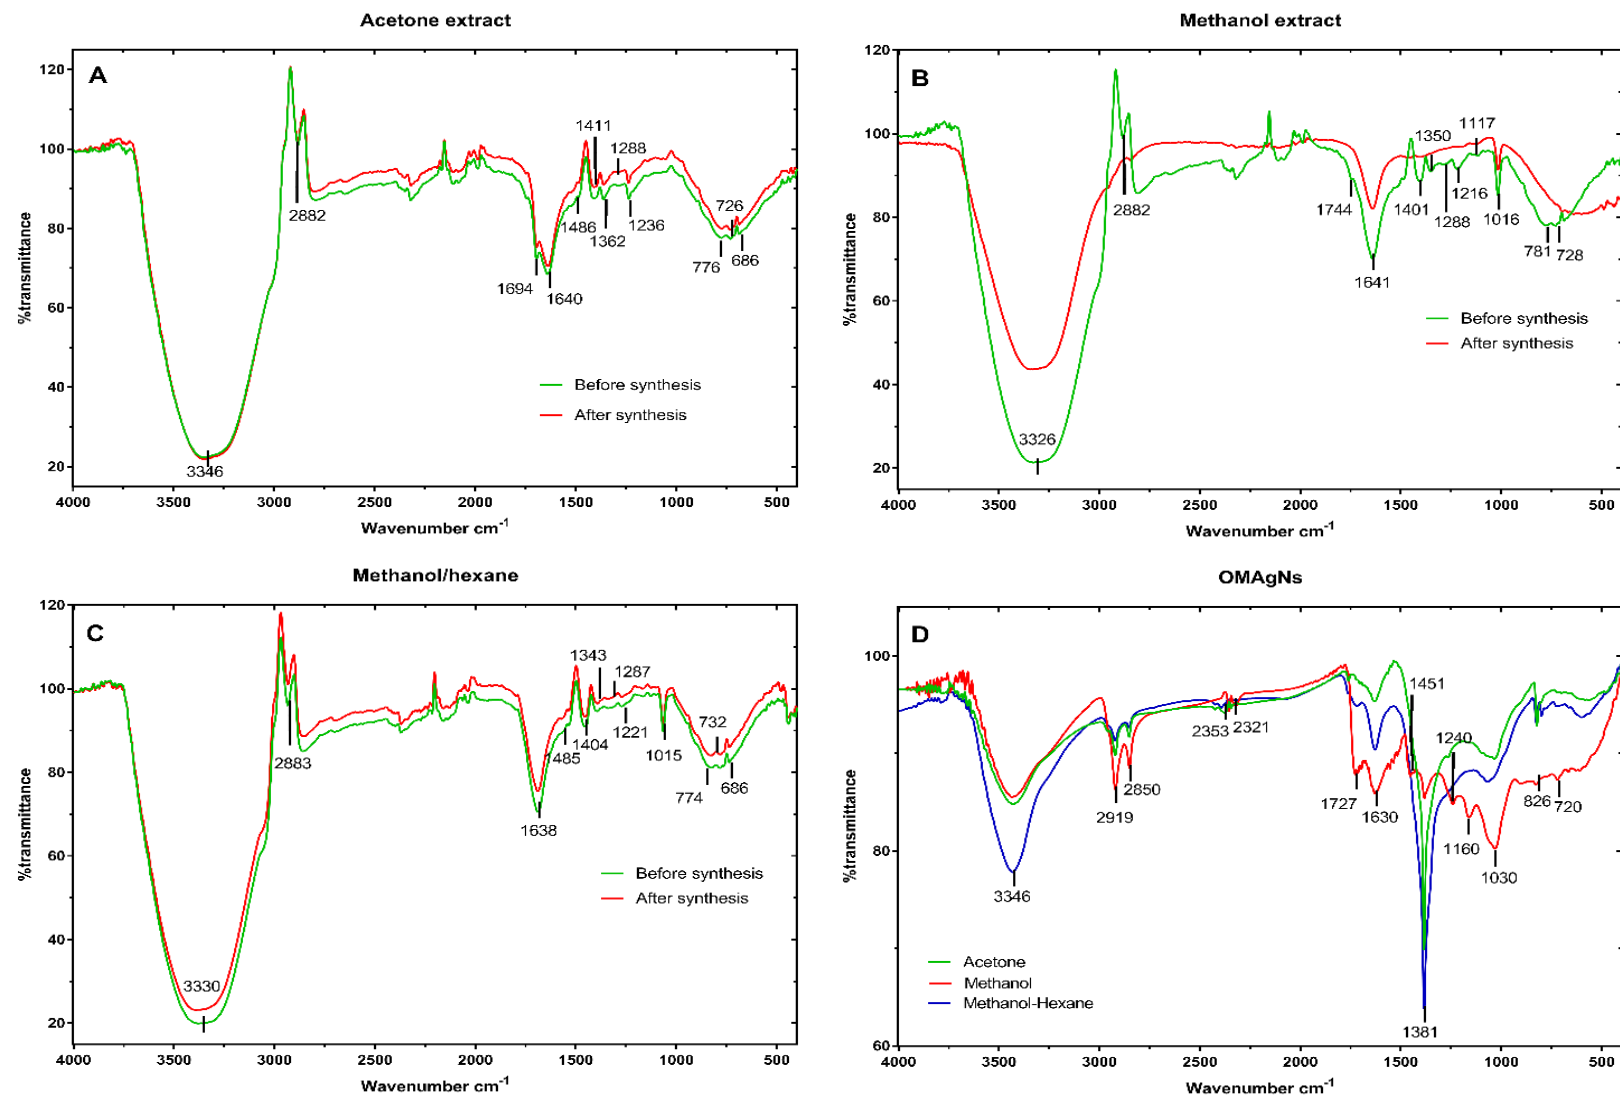 Acetone extract
A
120
100
80
60
40
20
%transmittance
2882
3346
1694
1640
1486
1411
1362
1288
1236
726
776
686
Before synthesis
After synthesis
4000 3500 3000 2500 2000 1500 1000 500
Wavenumber cm-1
Methanol extract
B
120
100
80
60
40
20
%transmittance
2882
3326
1744
1641
1350
1401
1288
1117
1216
1016
781
728
Before synthesis
After synthesis
4000 3500 3000 2500 2000 1500 1000 500
Wavenumber cm-1
Methanol/hexane
C
120
100
80
60
40
20
%transmittance
2883
3330
1638
1485
1343
1404
1287
1221
1015
732
774
686
Before synthesis
After synthesis
4000 3500 3000 2500 2000 1500 1000 500
Wavenumber cm-1
OMAgNs
D
100
80
60
%transmittance
3346
2919
2850
2353
2321
1727
1630
1451
1381
1240
1160
1030
826
720
Acetone
Methanol
Methanol-Hexane
4000 3500 3000 2500 2000 1500 1000 500
Wavenumber cm-1